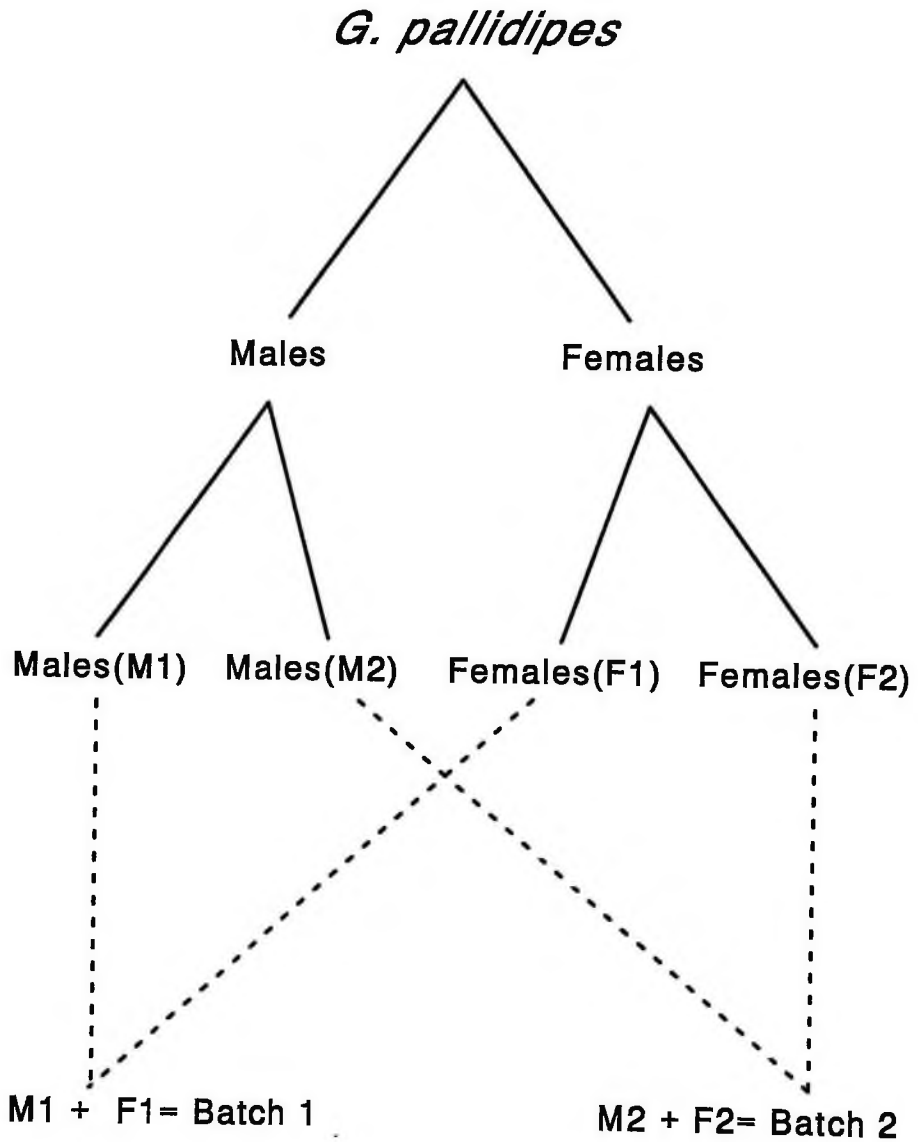 G. pallidipes
Males Females
Males(M1) Males(M2) Females(F1) Females(F2)
M1 + F1= Batch 1 M2 + F2= Batch 2